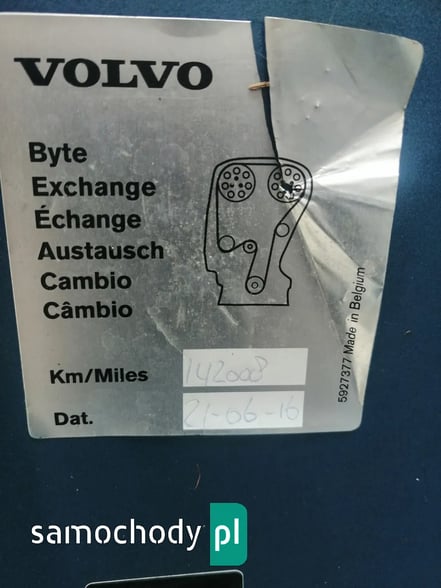 VOLVO
Byte
Exchange
Échange
Austausch
Cambio
Câmbio
Km/Miles 142008
Dat. 21-06-16
5927377 Made in Belgium
samochody pl